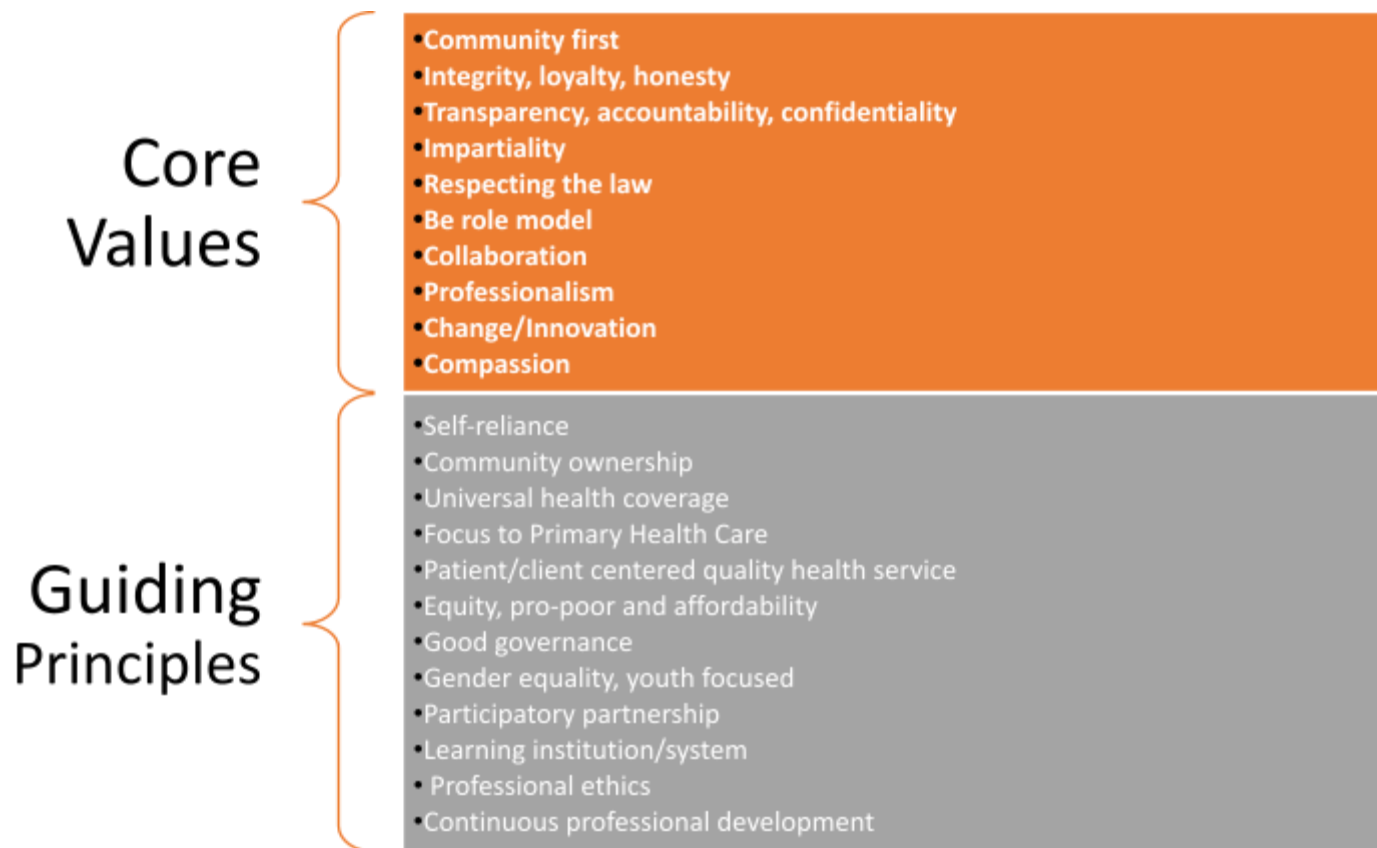 Core
Values
•Community first
•Integrity, loyalty, honesty
•Transparency, accountability, confidentiality
•Impartiality
•Respecting the law
•Be role model
•Collaboration
•Professionalism
•Change/Innovation
•Compassion
Guiding
Principles
•Self-reliance
•Community ownership
•Universal health coverage
•Focus to Primary Health Care
•Patient/client centered quality health service
•Equity, pro-poor and affordability
•Good governance
•Gender equality, youth focused
•Participatory partnership
•Learning institution/system
• Professional ethics
•Continuous professional development